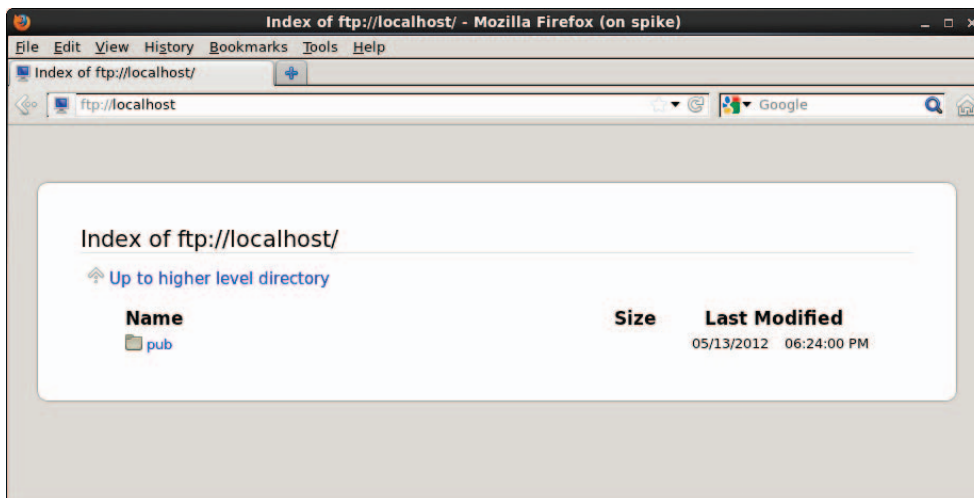 Index of ftp://localhost/ - Mozilla Firefox (on spike)
File Edit View History Bookmarks Tools Help
Index of ftp://localhost/
ftp://localhost Google
Index of ftp://localhost/
Up to higher level directory
Name Size Last Modified
pub 05/13/2012 06:24:00 PM